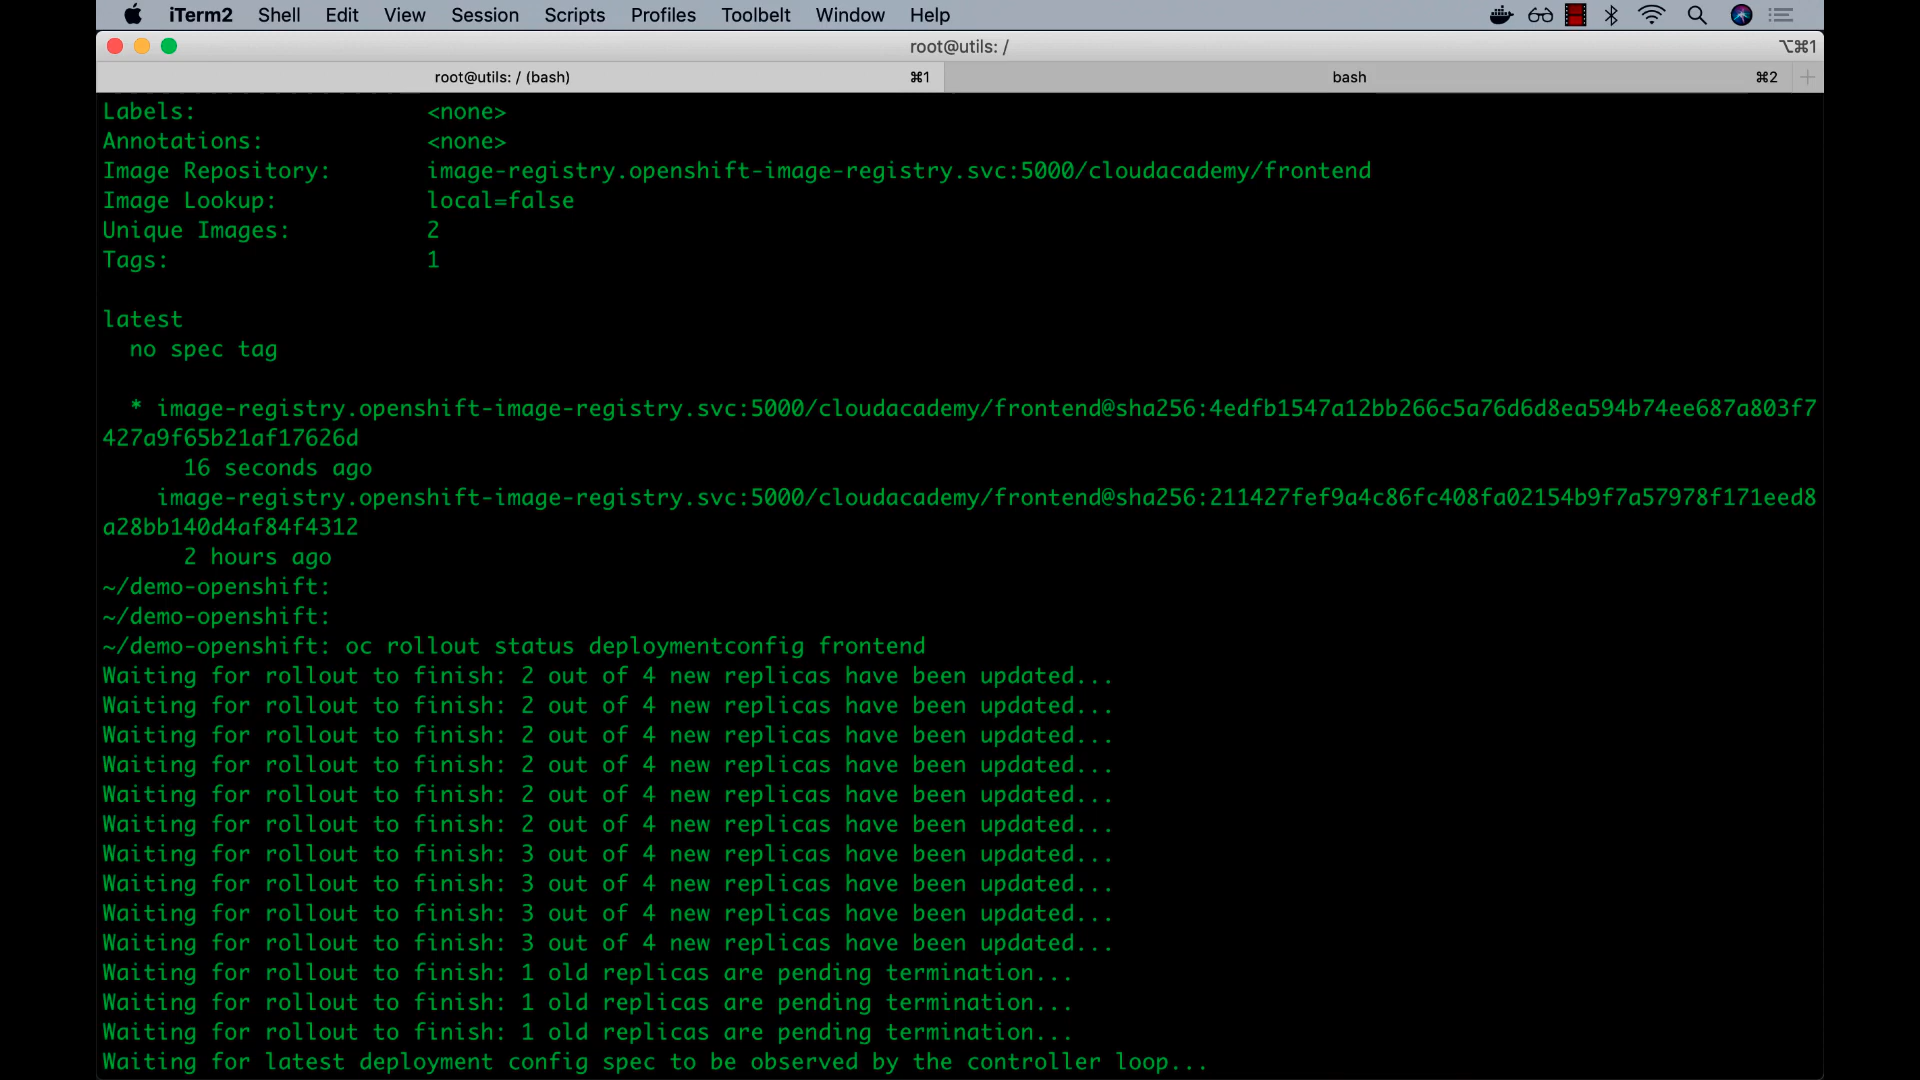 iTerm2 Shell Edit View Session Scripts Profiles Toolbelt Window Help
root@utils: / ⌥⌘1
root@utils: / (bash) ⌘1 bash ⌘2 +
Labels: <none>
Annotations: <none>
Image Repository: image-registry.openshift-image-registry.svc:5000/cloudacademy/frontend
Image Lookup: local=false
Unique Images: 2
Tags: 1
latest
no spec tag
* image-registry.openshift-image-registry.svc:5000/cloudacademy/frontend@sha256:4edfb1547a12bb266c5a76d6d8ea594b74ee687a803f7
427a9f65b21af17626d
16 seconds ago
image-registry.openshift-image-registry.svc:5000/cloudacademy/frontend@sha256:211427fef9a4c86fc408fa02154b9f7a57978f171eed8
a28bb140d4af84f4312
2 hours ago
~/demo-openshift:
~/demo-openshift:
~/demo-openshift: oc rollout status deploymentconfig frontend
Waiting for rollout to finish: 2 out of 4 new replicas have been updated...
Waiting for rollout to finish: 2 out of 4 new replicas have been updated...
Waiting for rollout to finish: 2 out of 4 new replicas have been updated...
Waiting for rollout to finish: 2 out of 4 new replicas have been updated...
Waiting for rollout to finish: 2 out of 4 new replicas have been updated...
Waiting for rollout to finish: 2 out of 4 new replicas have been updated...
Waiting for rollout to finish: 3 out of 4 new replicas have been updated...
Waiting for rollout to finish: 3 out of 4 new replicas have been updated...
Waiting for rollout to finish: 3 out of 4 new replicas have been updated...
Waiting for rollout to finish: 3 out of 4 new replicas have been updated...
Waiting for rollout to finish: 1 old replicas are pending termination...
Waiting for rollout to finish: 1 old replicas are pending termination...
Waiting for rollout to finish: 1 old replicas are pending termination...
Waiting for latest deployment config spec to be observed by the controller loop...